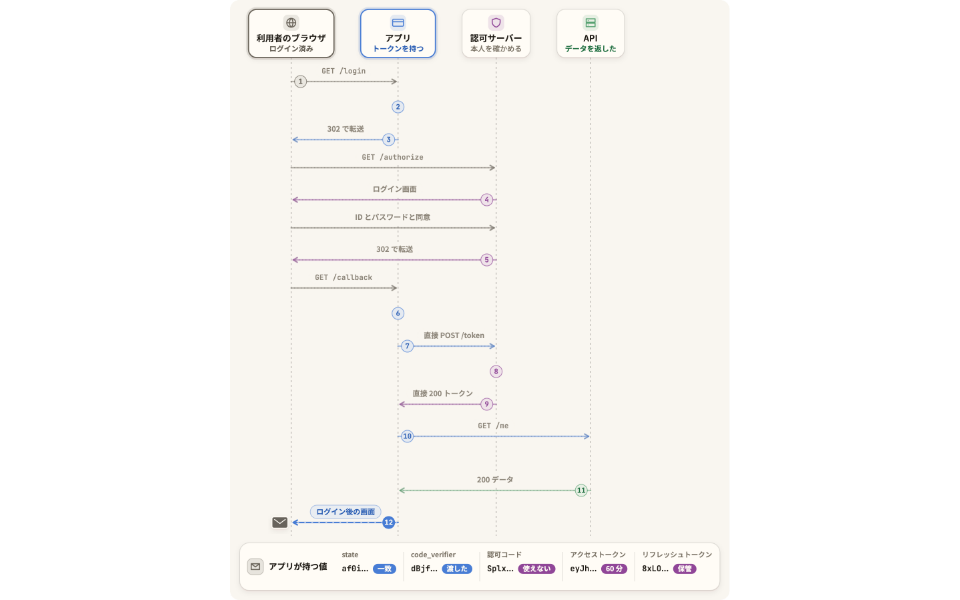 利用者のブラウザ
ログイン済み
アプリ
トークンを持つ
認可サーバー
本人を確かめる
API
データを返した
GET /login
1
2
302 で転送
3
GET /authorize
ログイン画面
4
ID とパスワードと同意
302 で転送
5
GET /callback
6
直接 POST /token
7
8
直接 200 トークン
9
GET /me
10
200 データ
11
ログイン後の画面
12
アプリが持つ値
state
af0i... 一致
code_verifier
dBjf... 渡した
認可コード
Splx... 使えない
アクセストークン
eyJh... 60 分
リフレッシュトークン
8xLO... 保管